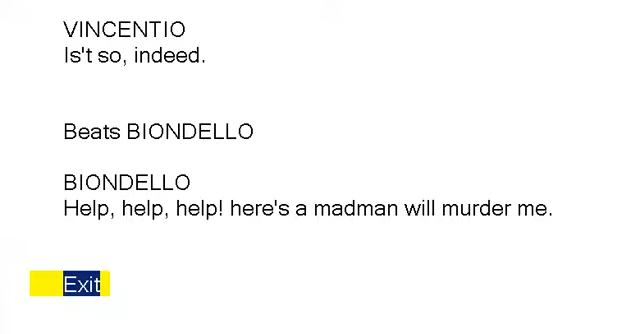 VINCENTIO
Is't so, indeed.
Beats BIONDELLO
BIONDELLO
Help, help, help! here's a madman will murder me.
Exit